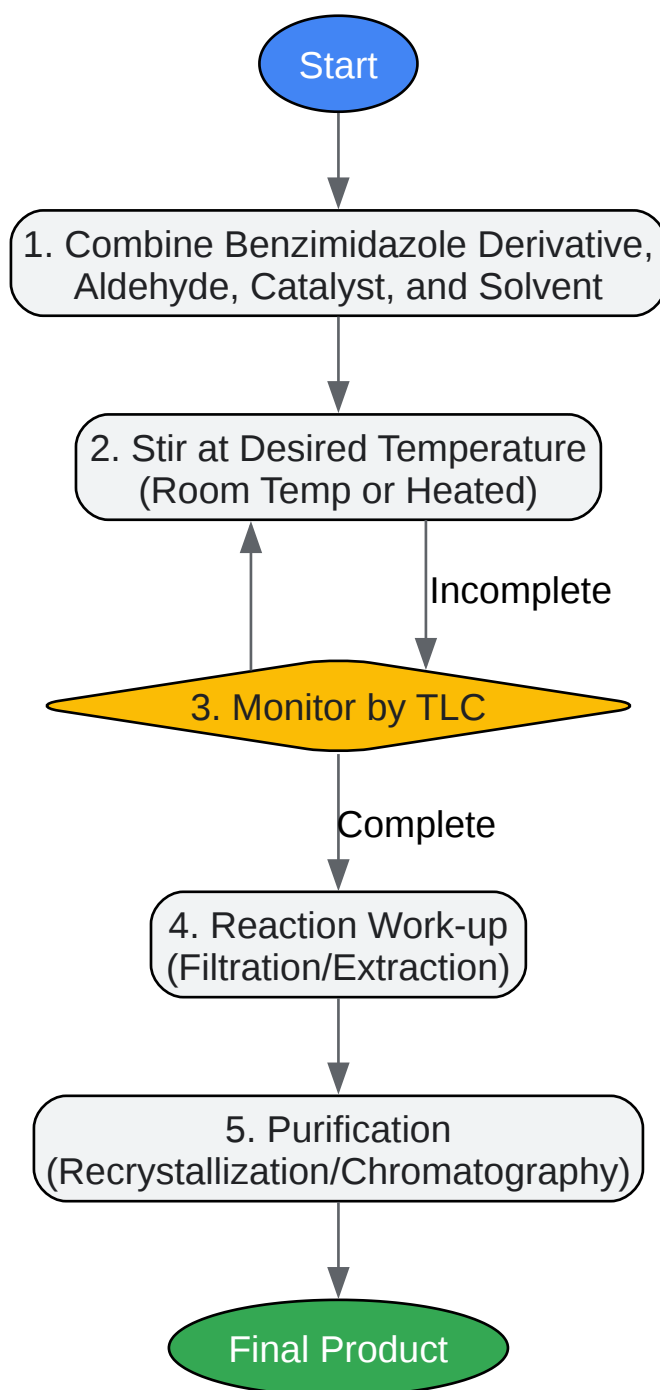 Start
1. Combine Benzimidazole Derivative,
Aldehyde, Catalyst, and Solvent
2. Stir at Desired Temperature
(Room Temp or Heated)
Incomplete
3. Monitor by TLC
Complete
4. Reaction Work-up
(Filtration/Extraction)
5. Purification
(Recrystallization/Chromatography)
Final Product